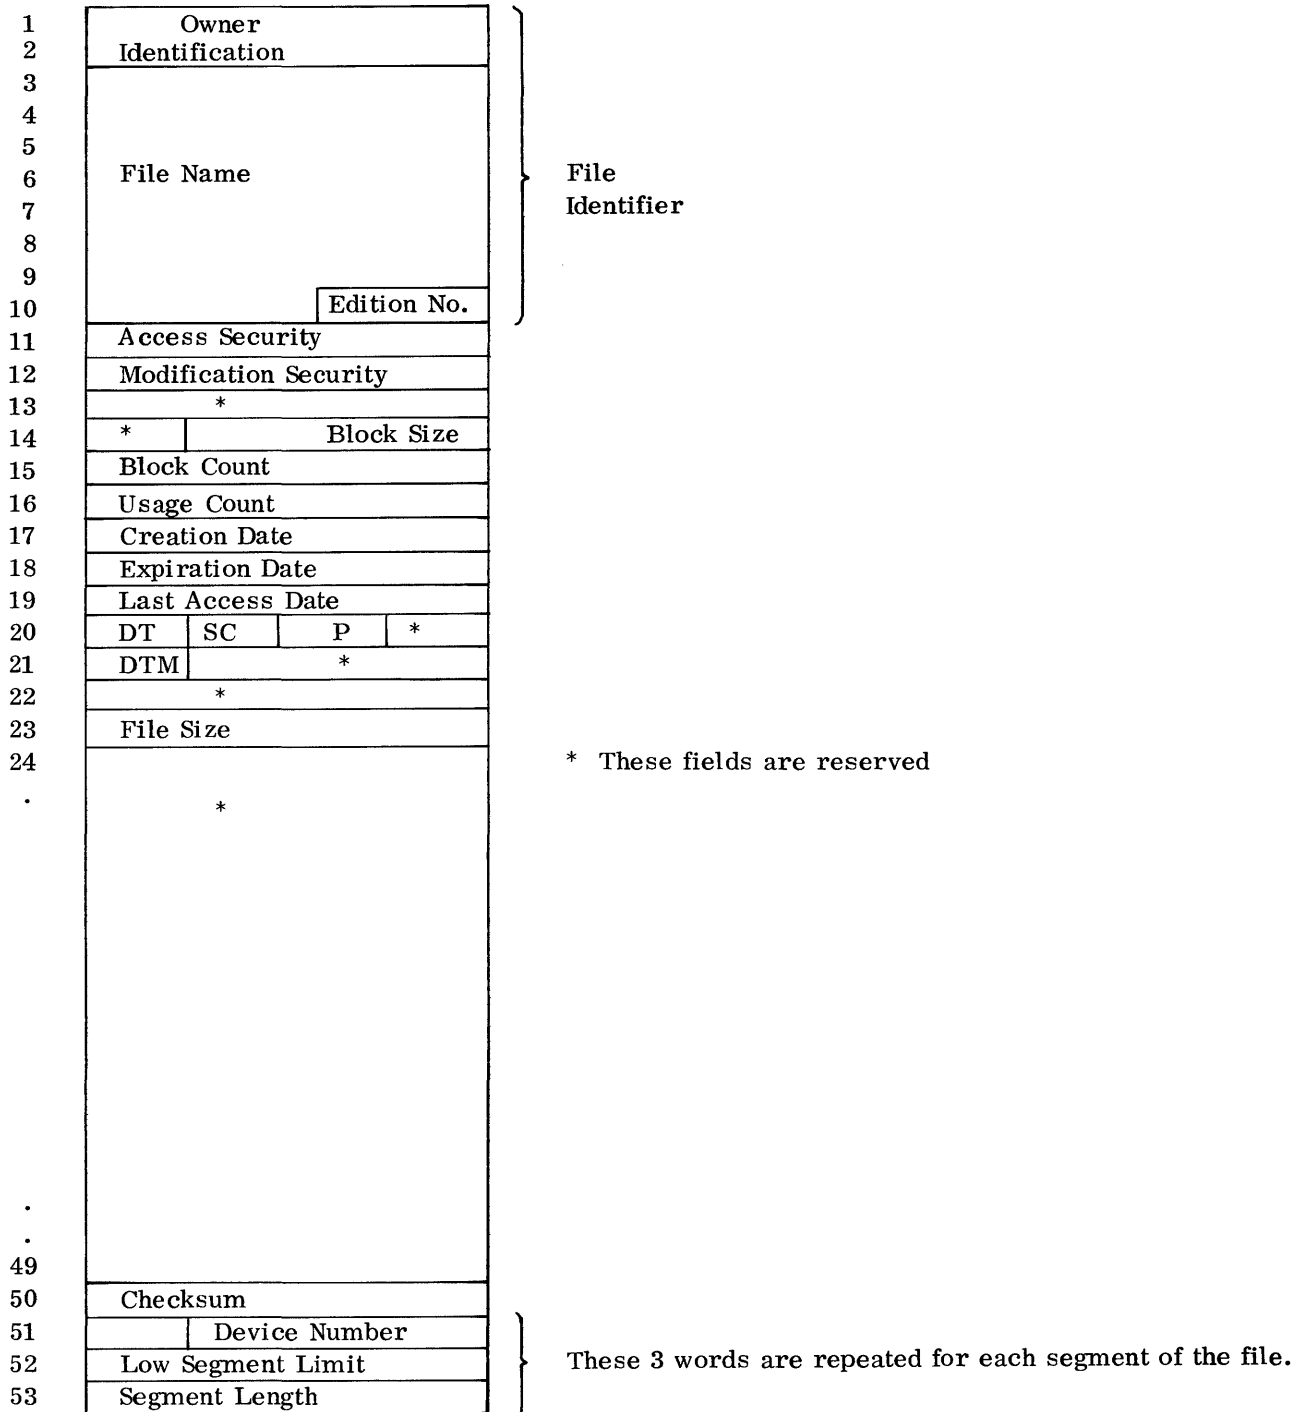 1 Owner
2 Identification
3
4
5
6 File Name File
7 Identifier
8
9
10 Edition No.
11 Access Security
12 Modification Security
13 *
14 * Block Size
15 Block Count
16 Usage Count
17 Creation Date
18 Expiration Date
19 Last Access Date
20 DT SC P *
21 DTM *
22 *
23 File Size
24 * These fields are reserved
. *
.
.
49
50 Checksum
51 Device Number
52 Low Segment Limit These 3 words are repeated for each segment of the file.
53 Segment Length